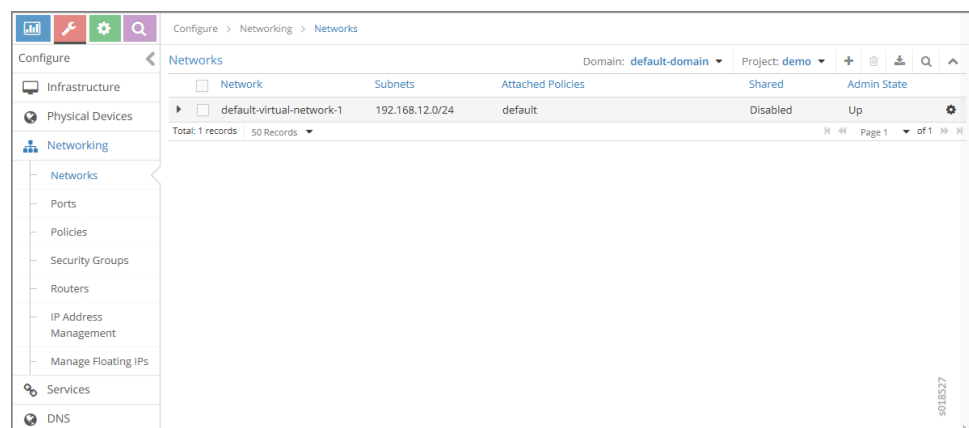 Configure > Networking > Networks
Configure
Infrastructure
Physical Devices
Networking
Networks
Ports
Policies
Security Groups
Routers
IP Address
Management
Manage Floating IPs
Services
DNS
Networks Domain: default-domain Project: demo
Network Subnets Attached Policies Shared Admin State
default-virtual-network-1 192.168.12.0/24 default Disabled Up
Total: 1 records 50 Records Page 1 of 1
s018527